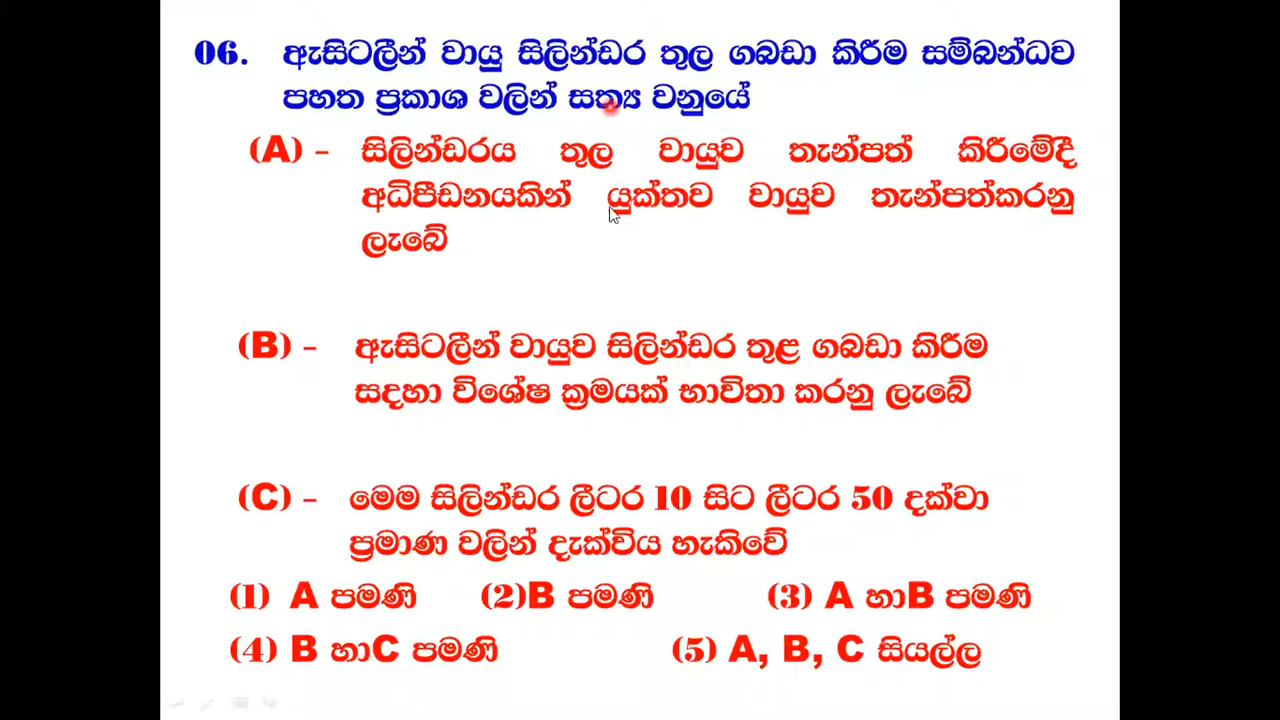 06. ඇසිටලීන් වායු සිලින්ඩර තුල ගබඩා කිරීම සම්බන්ධව
පහත ප්‍රකාශ වලින් සත්‍ය වනුයේ
(A) - සිලින්ඩරය තුල වායුව තැන්පත් කිරීමේදී
අධිපීඩනයකින් යුක්තව වායුව තැන්පත්කරනු
ලැබේ
(B) - ඇසිටලීන් වායුව සිලින්ඩර තුළ ගබඩා කිරීම
සදහා විශේෂ ක්‍රමයක් භාවිතා කරනු ලැබේ
(C) - මෙම සිලින්ඩර ලීටර 10 සිට ලීටර 50 දක්වා
ප්‍රමාණ වලින් දැක්විය හැකිවේ
(1) A පමණි (2)B පමණි (3) A හාB පමණි
(4) B හාC පමණි (5) A, B, C සියල්ල